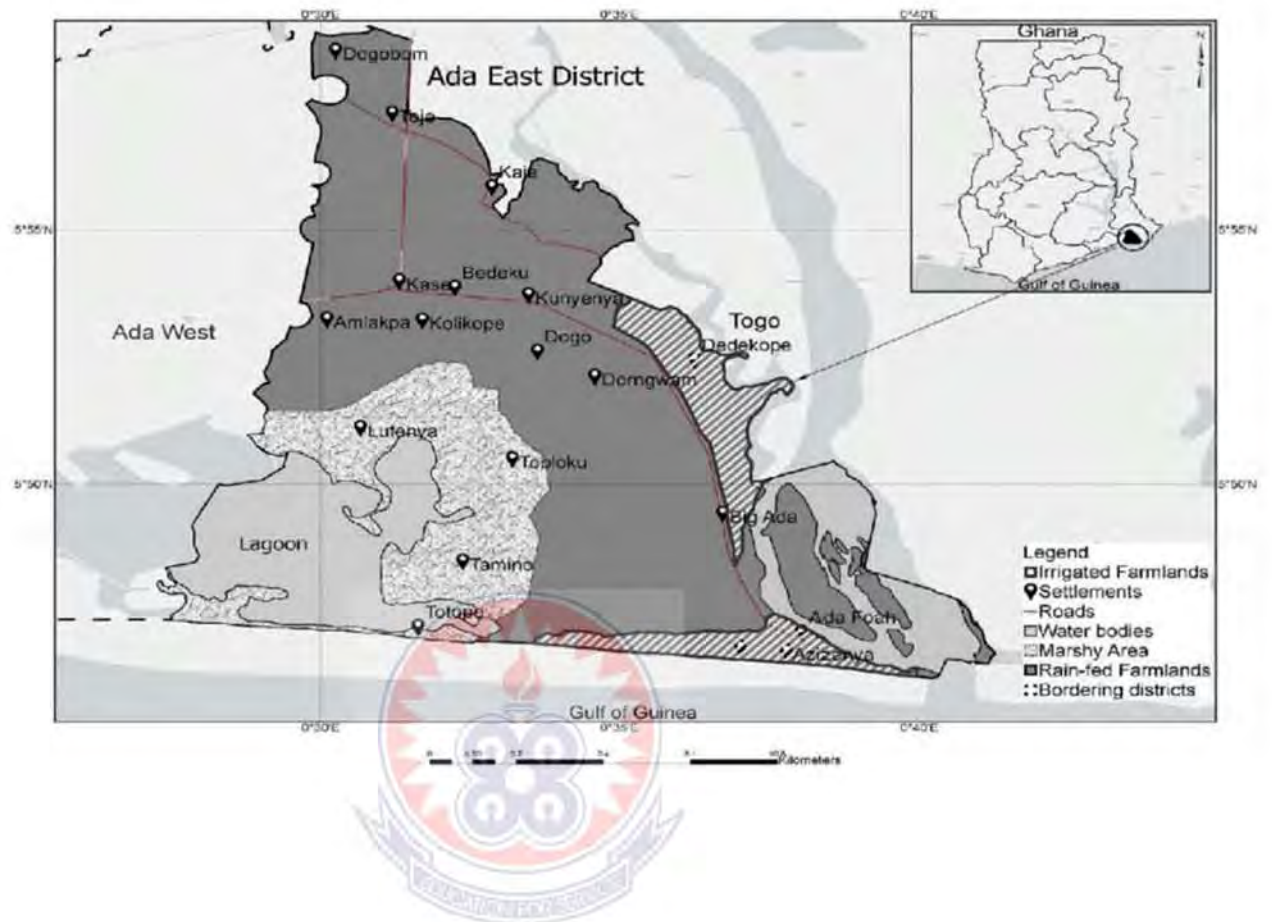 0°30'E 0°35'E 0°40'E
Ghana
Dogobom
Ada East District
Tojo
Kaja
5°55'N 5°55'N
Gulf of Guinea
Kase
Bedeku
Kunyenya
Amlakpa
Kolikope
Togo
Ada West
Dogo
Dedekope
Dorngwam
Lufenya
Toploku
5°50'N 5°50'N
Big Ada
Lagoon
Tamino
Totope
Ada Foah
Azizanya
Legend
Irrigated Farmlands
Settlements
Roads
Water bodies
Marshy Area
Rain-fed Farmlands
Bordering districts
Gulf of Guinea
0°30'E 0°35'E 0°40'E
Kilometers